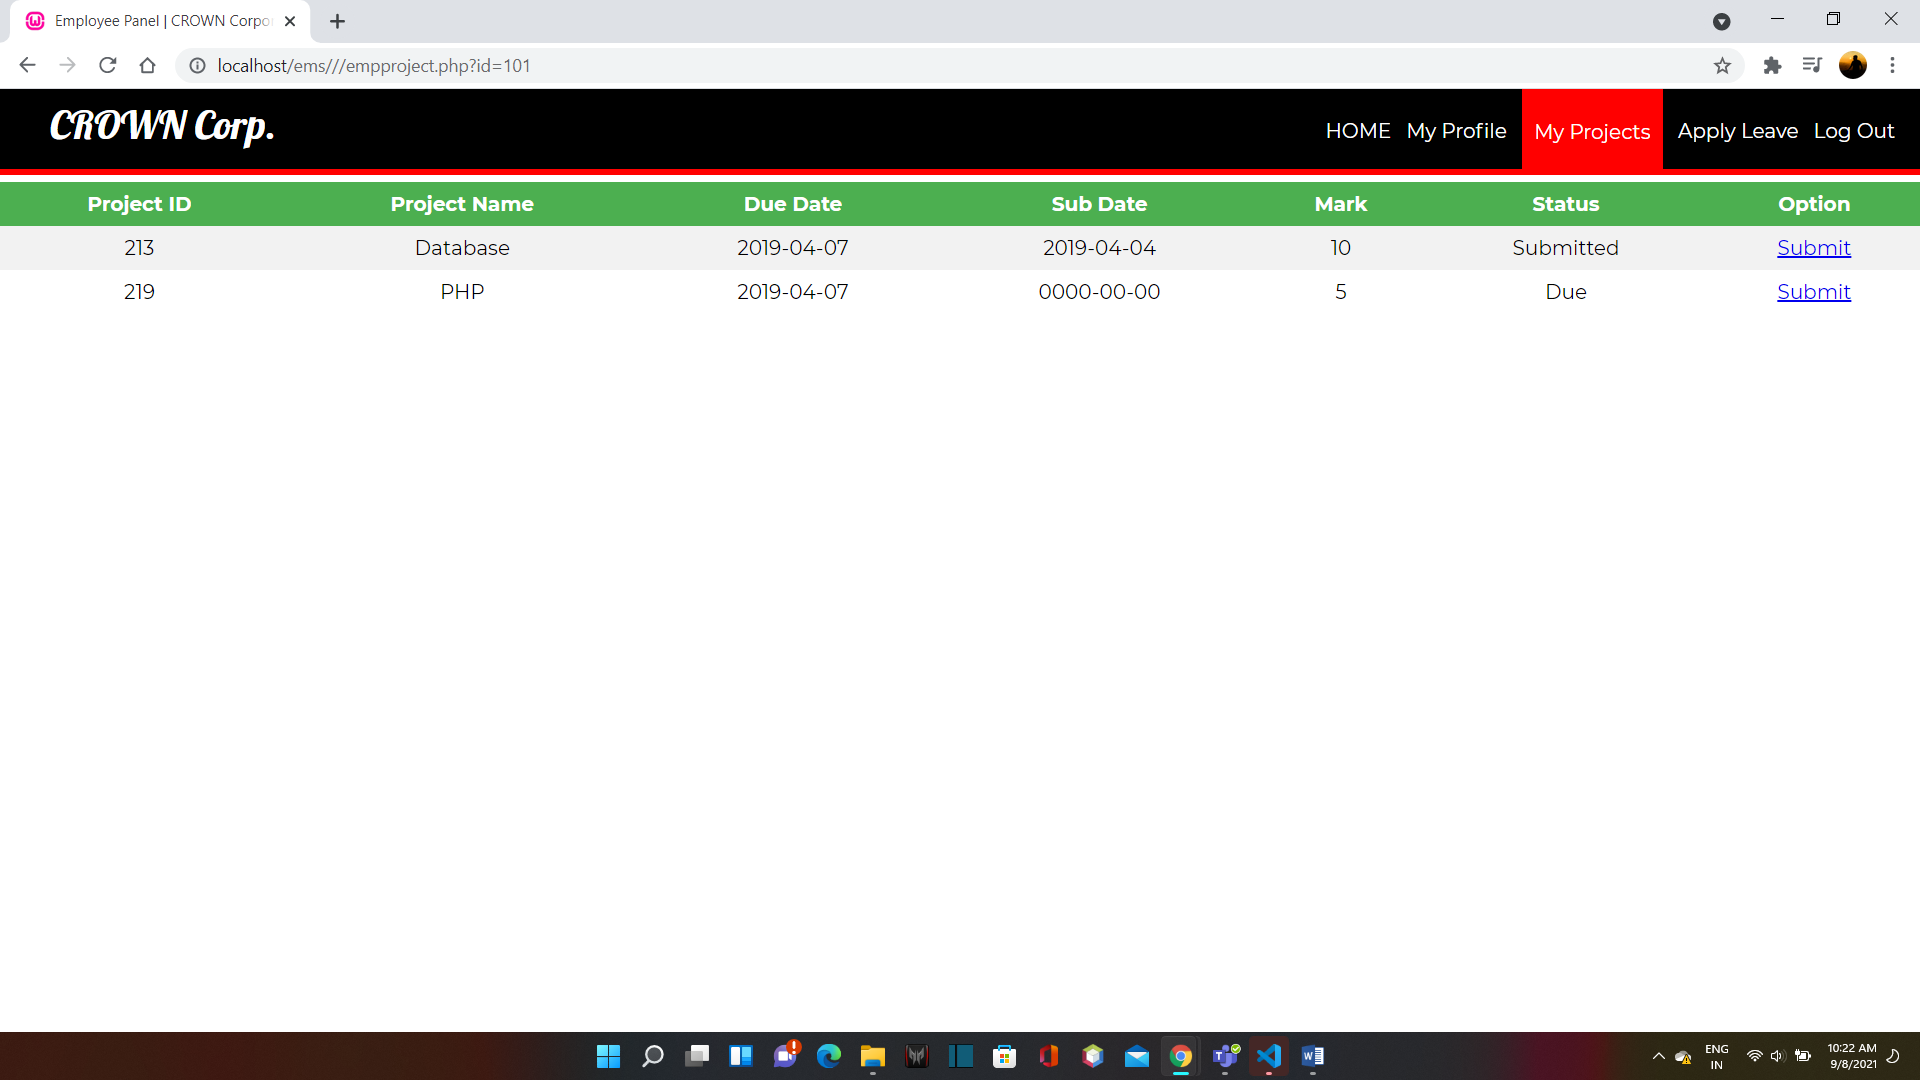 Employee Panel | CROWN Corpo
localhost/ems///empproject.php?id=101
CROWN Corp.
HOME My Profile My Projects Apply Leave Log Out
Project ID Project Name Due Date Sub Date Mark Status Option
213 Database 2019-04-07 2019-04-04 10 Submitted Submit
219 PHP 2019-04-07 0000-00-00 5 Due Submit
ENG
IN
10:22 AM
9/8/2021